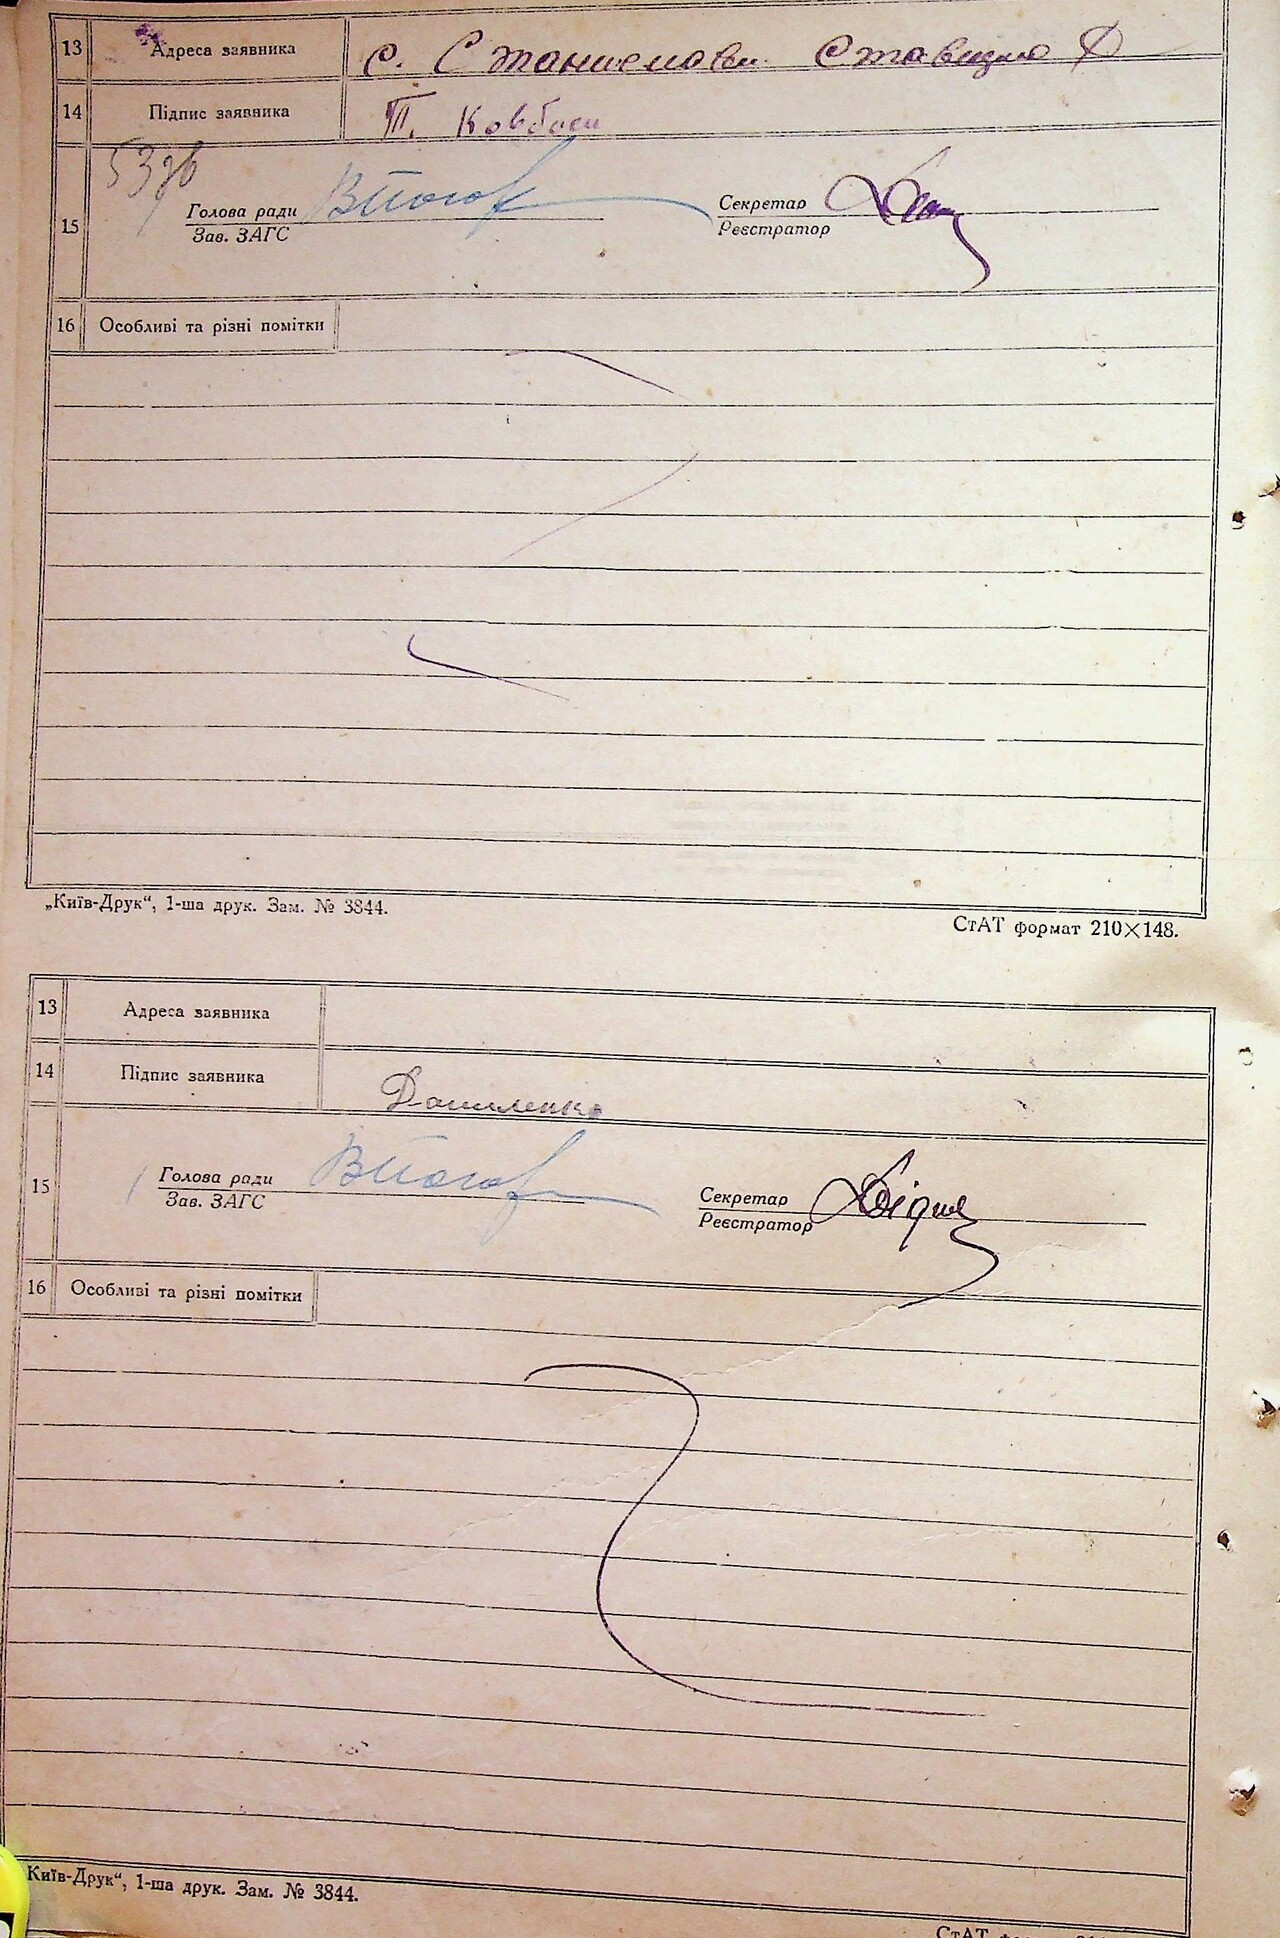 13 Адреса заявника с.
14 Підпис заявника Т. Ковбаси
15 Голова ради Секретар
Зав. ЗАГС Реєстратор
16 Особливі та різні помітки
„Київ-Друк“, 1-ша друк. Зам. № 3844.
СтАТ формат 210×148.
13 Адреса заявника
14 Підпис заявника Даниленко
15 Голова ради Секретар
Зав. ЗАГС Реєстратор
16 Особливі та різні помітки
Київ-Друк“, 1-ша друк. Зам. № 3844.